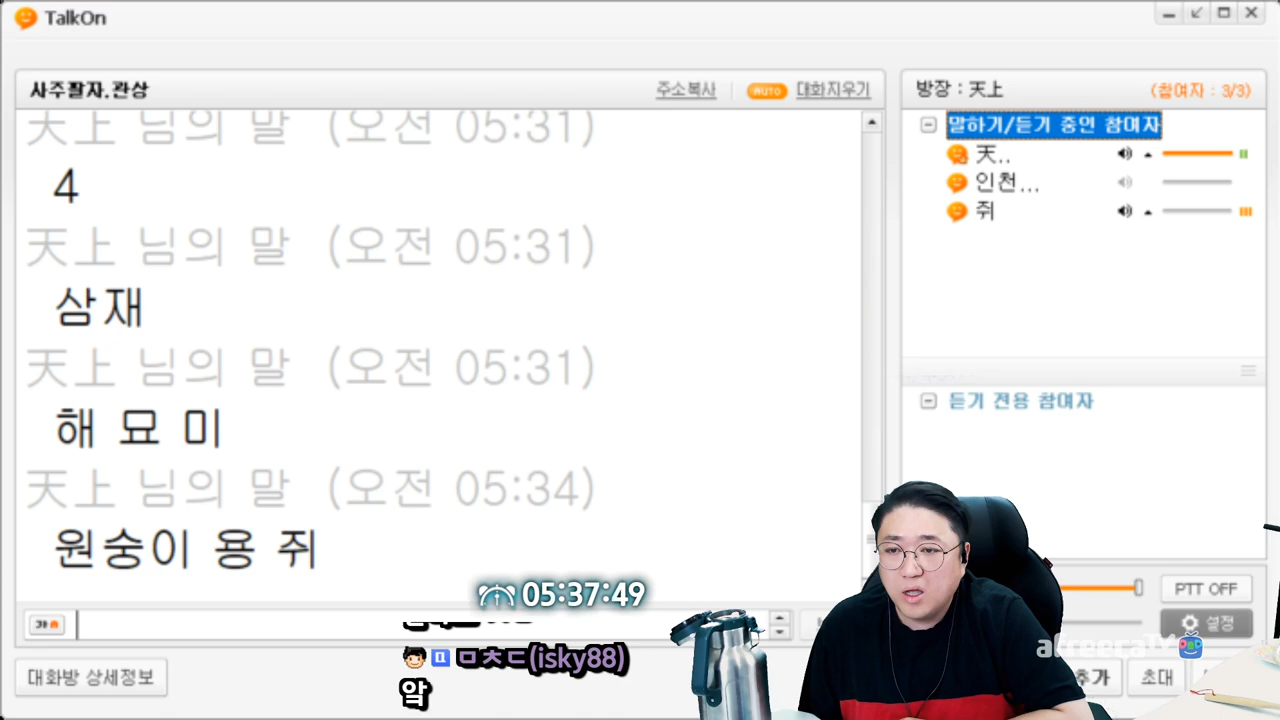 TalkOn
사주팔자.관상
주소복사
AUTO 대화지우기
天上 님의 말 (오전 05:31)
4
天上 님의 말 (오전 05:31)
삼재
天上 님의 말 (오전 05:31)
해 묘 미
天上 님의 말 (오전 05:34)
원숭이 용 쥐
가
대화방 상세정보
방장 : 天上
(참여자 : 3/3)
말하기/듣기 중인 참여자
天..
인천...
쥐
듣기 전용 참여자
PTT OFF
설정
추가
초대
05:37:49
ㅁㅊㄷ(isky88)
앜
afreecaTV